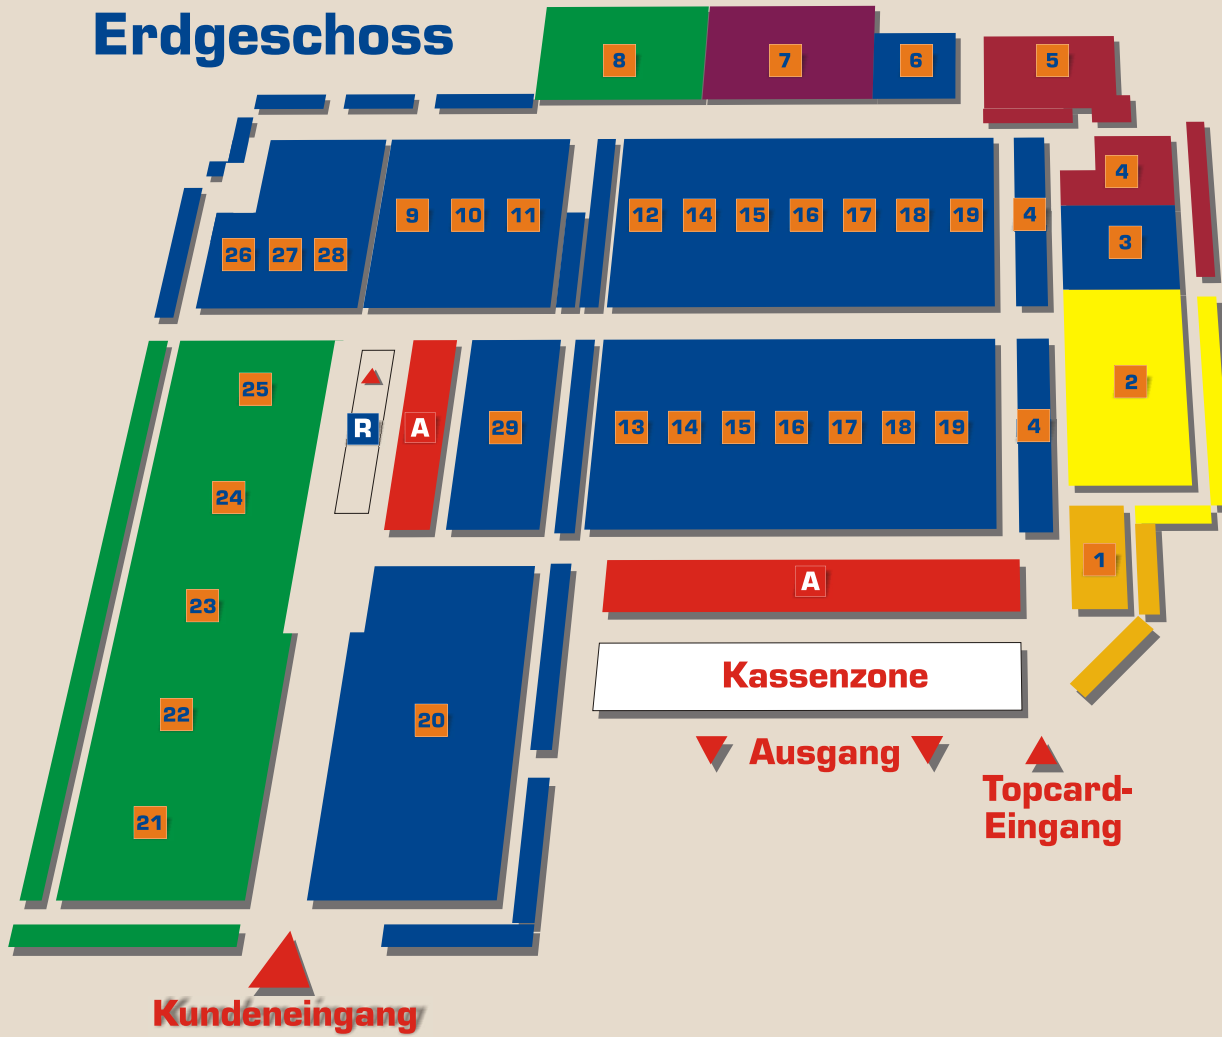 Erdgeschoss
8 7 6 5
4
9 10 11 12 14 15 16 17 18 19 4
3
26 27 28
25 2
R A 29 13 14 15 16 17 18 19 4
24
1
A
23
Kassenzone
22 20
Ausgang
Topcard-
Eingang
21
Kundeneingang